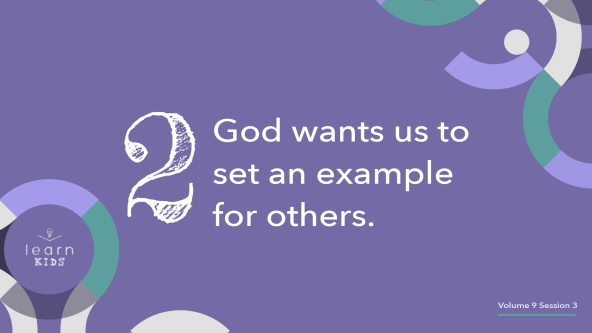 2
God wants us to
set an example
for others.
learn
KIDS
Volume 9 Session 3